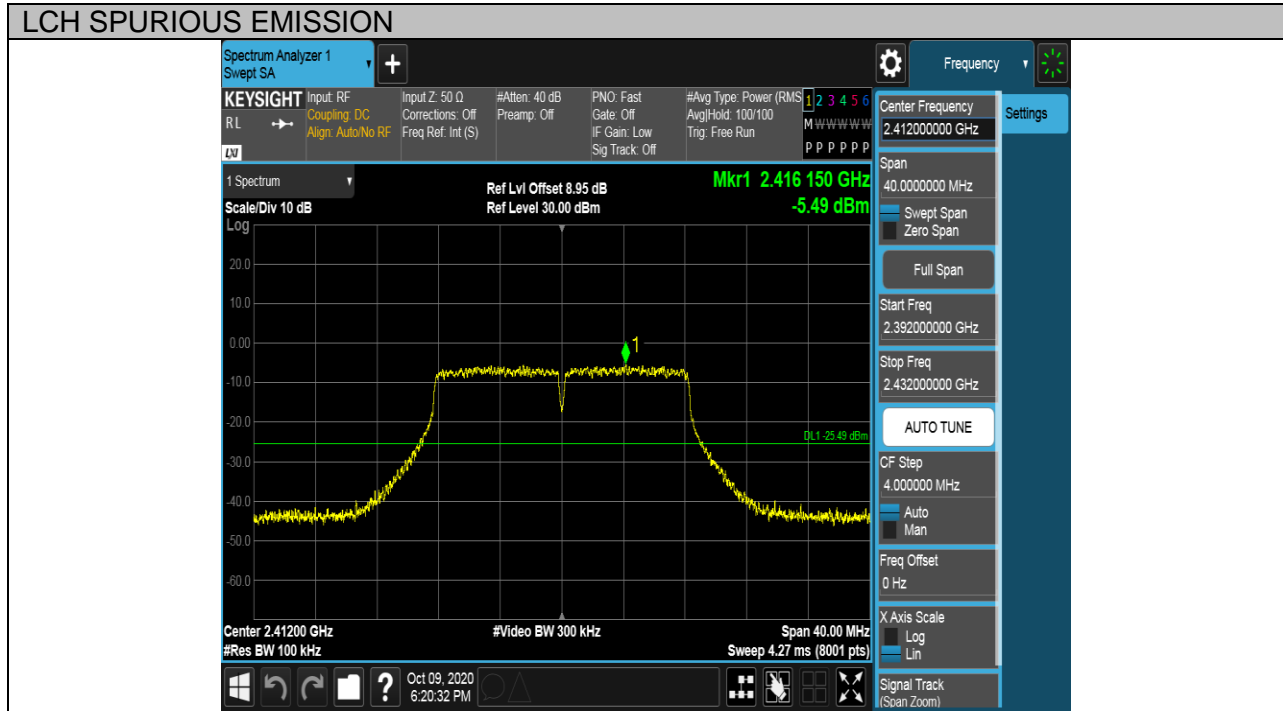 LCH SPURIOUS EMISSION
Spectrum Analyzer 1
Swept SA
+
Frequency
KEYSIGHT
RL
LXI
Input: RF
Coupling: DC
Align: Auto/No RF
Input Z: 50 Ω
Corrections: Off
Freq Ref: Int (S)
#Atten: 40 dB
Preamp: Off
PNO: Fast
Gate: Off
IF Gain: Low
Sig Track: Off
#Avg Type: Power (RMS
Avg|Hold: 100/100
Trig: Free Run
1 2 3 4 5 6
M W W W W W
P P P P P P
1 Spectrum
Scale/Div 10 dB
Ref Lvl Offset 8.95 dB
Ref Level 30.00 dBm
Mkr1 2.416 150 GHz
-5.49 dBm
Log
20.0
10.0
0.00
-10.0
-20.0
-30.0
-40.0
-50.0
-60.0
1
DL1 -25.49 dBm
Center 2.41200 GHz
#Res BW 100 kHz
#Video BW 300 kHz
Span 40.00 MHz
Sweep 4.27 ms (8001 pts)
Center Frequency
2.412000000 GHz
Settings
Span
40.0000000 MHz
Swept Span
Zero Span
Full Span
Start Freq
2.392000000 GHz
Stop Freq
2.432000000 GHz
AUTO TUNE
CF Step
4.000000 MHz
Auto
Man
Freq Offset
0 Hz
X Axis Scale
Log
Lin
Signal Track
(Span Zoom)
?
Oct 09, 2020
6:20:32 PM